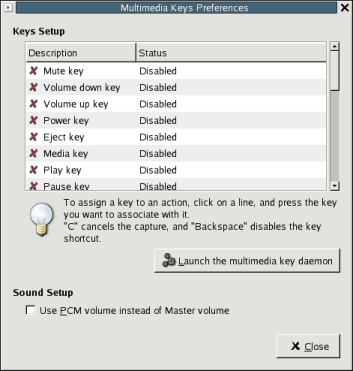 Multimedia Keys Preferences
Keys Setup
Description Status
Mute key Disabled
Volume down key Disabled
Volume up key Disabled
Power key Disabled
Eject key Disabled
Media key Disabled
Play key Disabled
Pause key Disabled
To assign a key to an action, click on a line, and press the key
you want to associate with it.
"C" cancels the capture, and "Backspace" disables the key
shortcut.
Launch the multimedia key daemon
Sound Setup
Use PCM volume instead of Master volume
Close